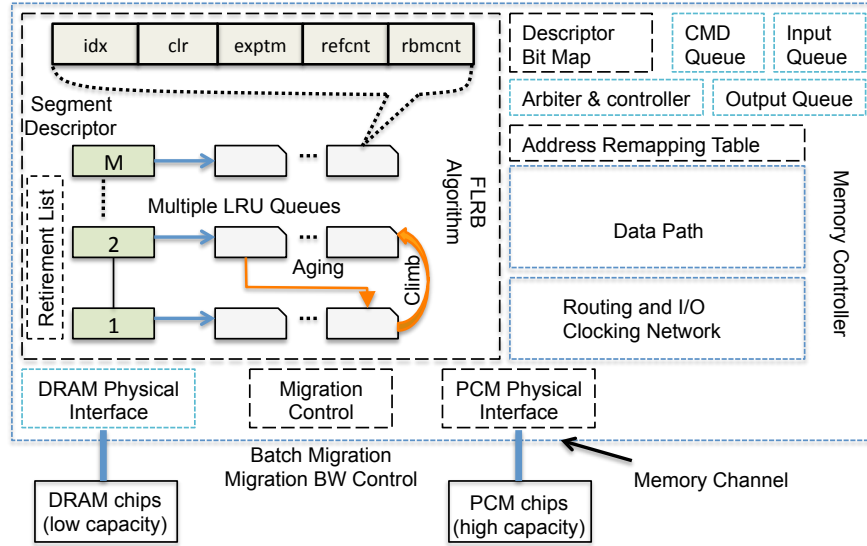 idx clr exptm refcnt rbmcnt
Segment
Descriptor
M
...
Retirement List
Multiple LRU Queues
2
...
Aging
Climb
1
...
FLRB
Algorithm
Descriptor
Bit Map
CMD
Queue
Input
Queue
Arbiter & controller
Output Queue
Address Remapping Table
Data Path
Routing and I/O
Clocking Network
Memory Controller
DRAM Physical
Interface
Migration
Control
PCM Physical
Interface
Batch Migration
Migration BW Control
Memory Channel
DRAM chips
(low capacity)
PCM chips
(high capacity)